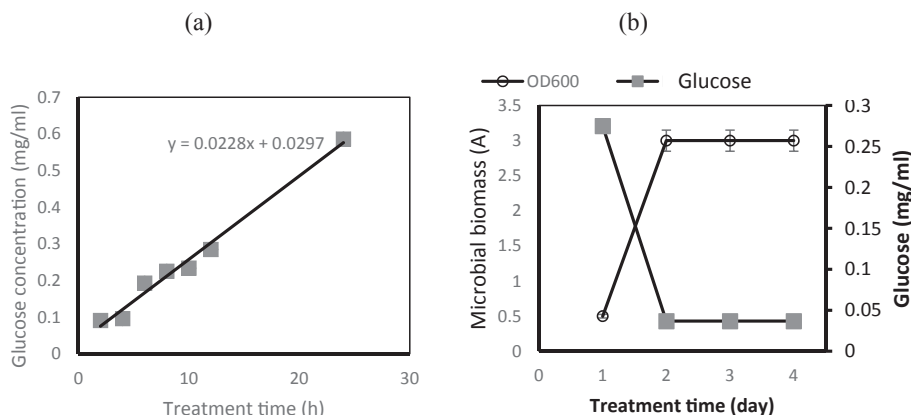 (a)
Glucose concentration (mg/ml)
0.7
0.6
0.5
0.4
0.3
0.2
0.1
0
y = 0.0228x + 0.0297
0 10 20 30
Treatment time (h)
(b)
OD600 Glucose
Microbial biomass (A)
3.5
3
2.5
2
1.5
1
0.5
0
0.3
0.25
0.2
0.15
0.1
0.05
0
Glucose (mg/ml)
0 1 2 3 4
Treatment time (day)